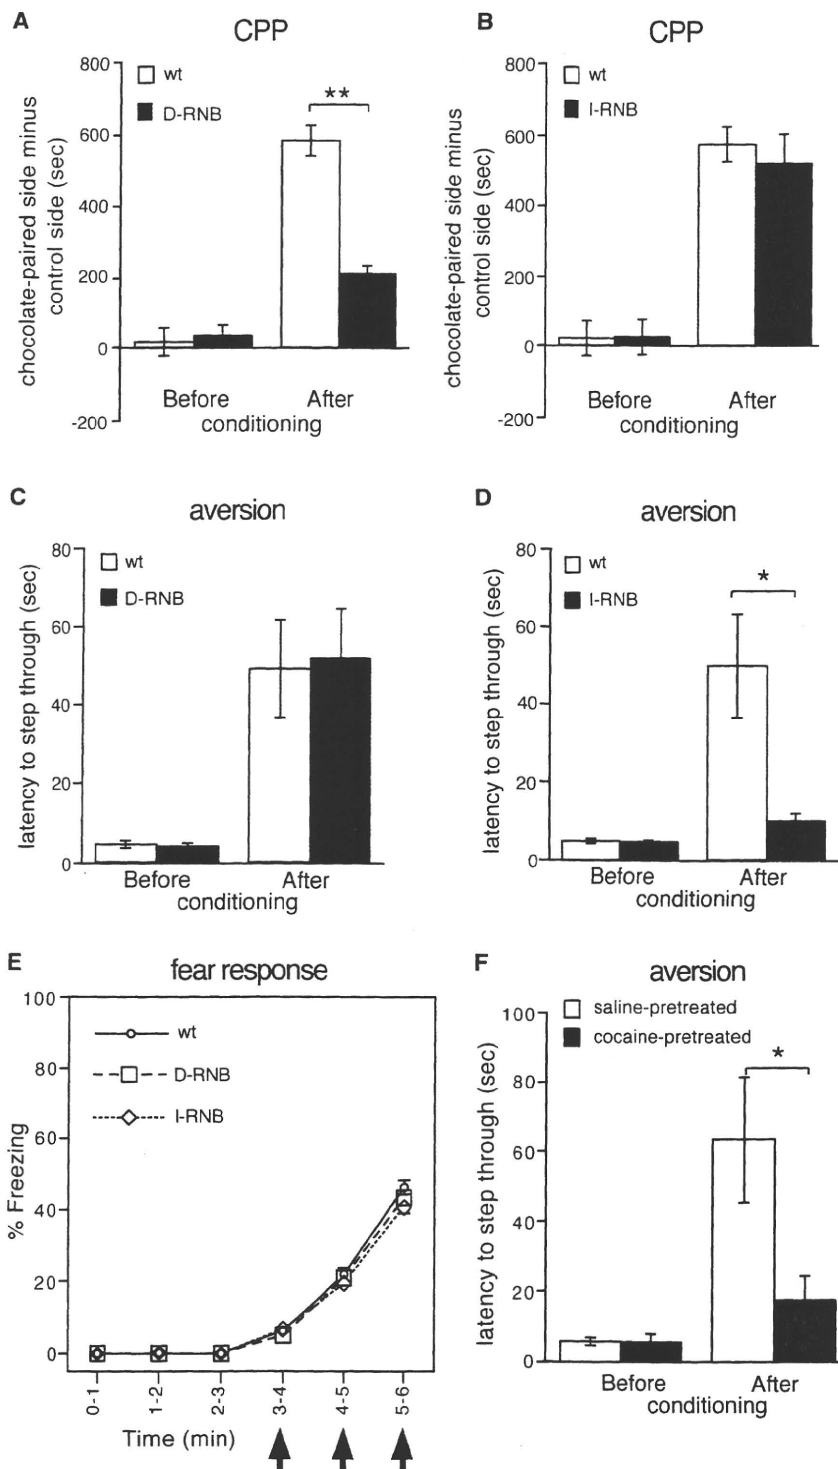 A
CPP
chocolate-paired side minus
control side (sec)
800
600
400
200
0
-200
wt
D-RNB
**
Before
After
conditioning
B
CPP
chocolate-paired side minus
control side (sec)
800
600
400
200
0
-200
wt
I-RNB
Before
After
conditioning
C
aversion
latency to step through (sec)
80
60
40
20
0
wt
D-RNB
Before
After
conditioning
D
aversion
latency to step through (sec)
80
60
40
20
0
wt
I-RNB
*
Before
After
conditioning
E
fear response
% Freezing
100
80
60
40
20
0
wt
D-RNB
I-RNB
0-1
1-2
2-3
3-4
4-5
5-6
Time (min)
F
aversion
latency to step through (sec)
100
80
60
40
20
0
saline-pretreated
cocaine-pretreated
*
Before
After
conditioning